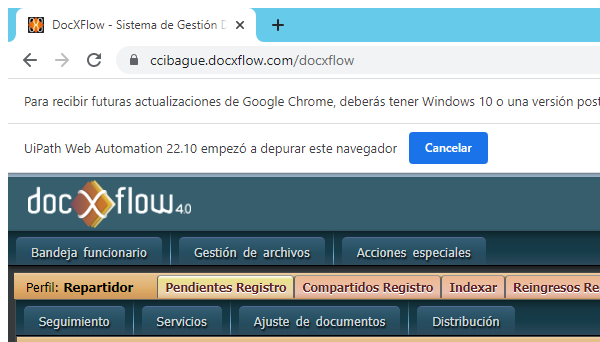 DocXFlow - Sistema de Gestión D
ccibague.docxflow.com/docxflow
Para recibir futuras actualizaciones de Google Chrome, deberás tener Windows 10 o una versión post
UiPath Web Automation 22.10 empezó a depurar este navegador Cancelar
docXflow 4.0
Bandeja funcionario Gestión de archivos Acciones especiales
Perfil: Repartidor Pendientes Registro Compartidos Registro Indexar Reingresos Re
Seguimiento Servicios Ajuste de documentos Distribución